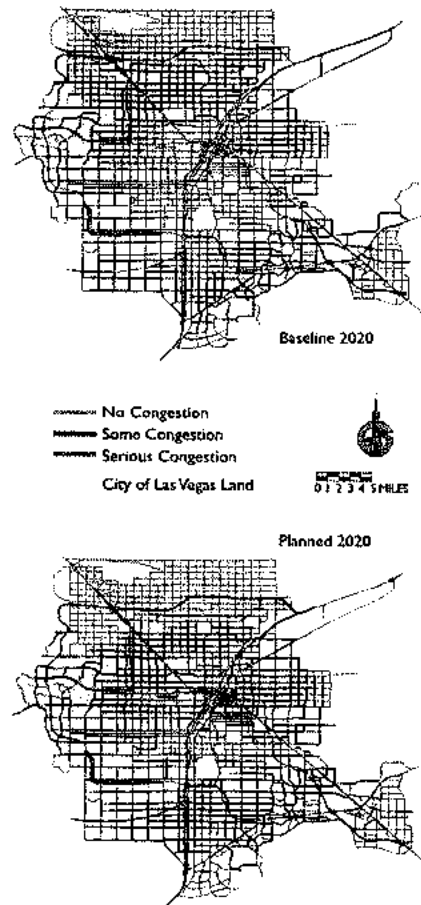 Baseline 2020
No Congestion
Some Congestion
Serious Congestion
City of Las Vegas Land
0 1 2 3 4 5 MILES
Planned 2020